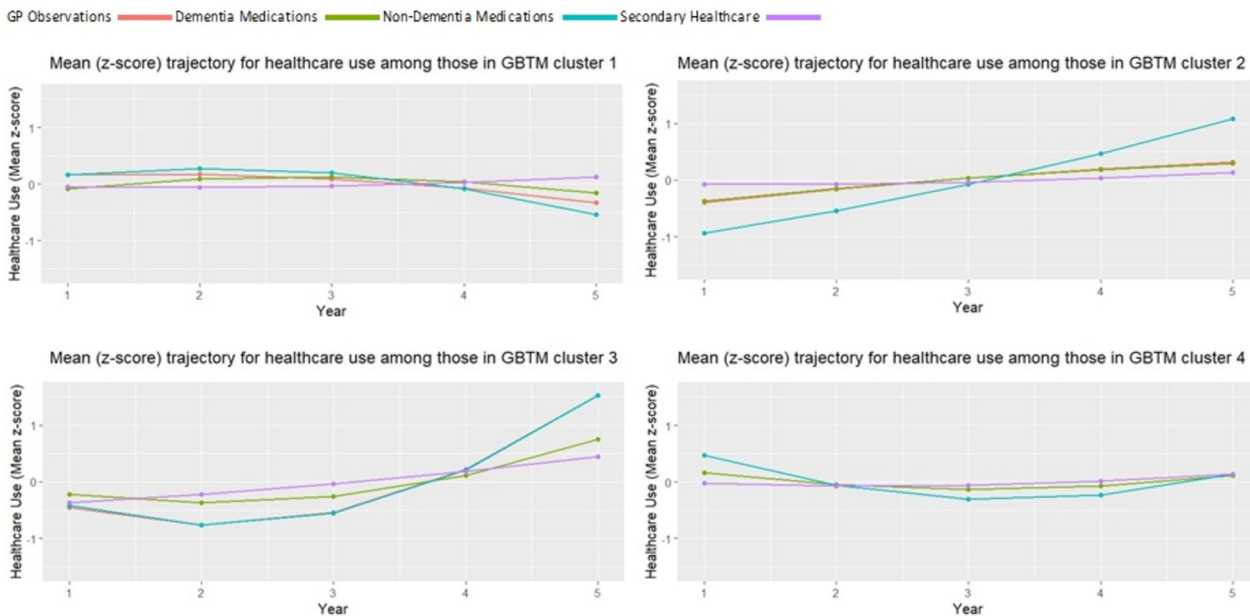 GP Observations Dementia Medications Non-Dementia Medications Secondary Healthcare
Mean (z-score) trajectory for healthcare use among those in GBTM cluster 1
Healthcare Use (Mean z-score)
1
0
-1
1 2 3 4 5
Year
Mean (z-score) trajectory for healthcare use among those in GBTM cluster 2
Healthcare Use (Mean z-score)
1
0
-1
1 2 3 4 5
Year
Mean (z-score) trajectory for healthcare use among those in GBTM cluster 3
Healthcare Use (Mean z-score)
1
0
-1
1 2 3 4 5
Year
Mean (z-score) trajectory for healthcare use among those in GBTM cluster 4
Healthcare Use (Mean z-score)
1
0
-1
1 2 3 4 5
Year